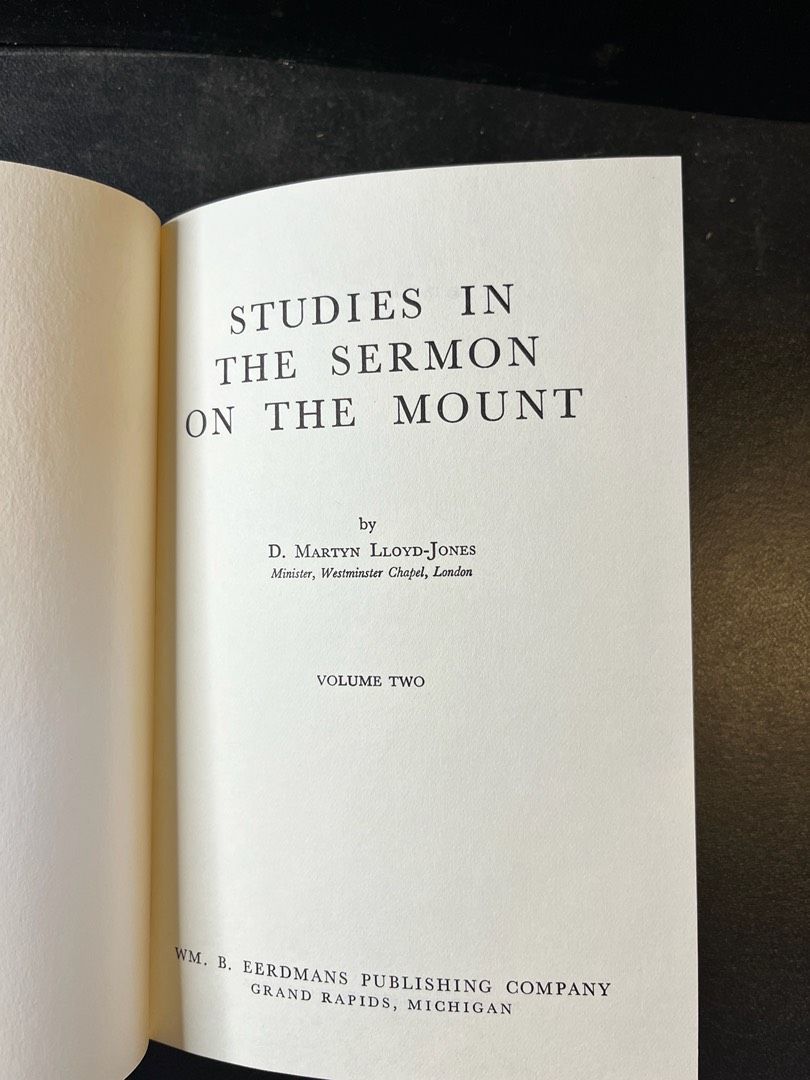 STUDIES IN
THE SERMON
ON THE MOUNT
by
D. MARTYN LLOYD-JONES
Minister, Westminster Chapel, London
VOLUME TWO
WM. B. EERDMANS PUBLISHING COMPANY
GRAND RAPIDS, MICHIGAN